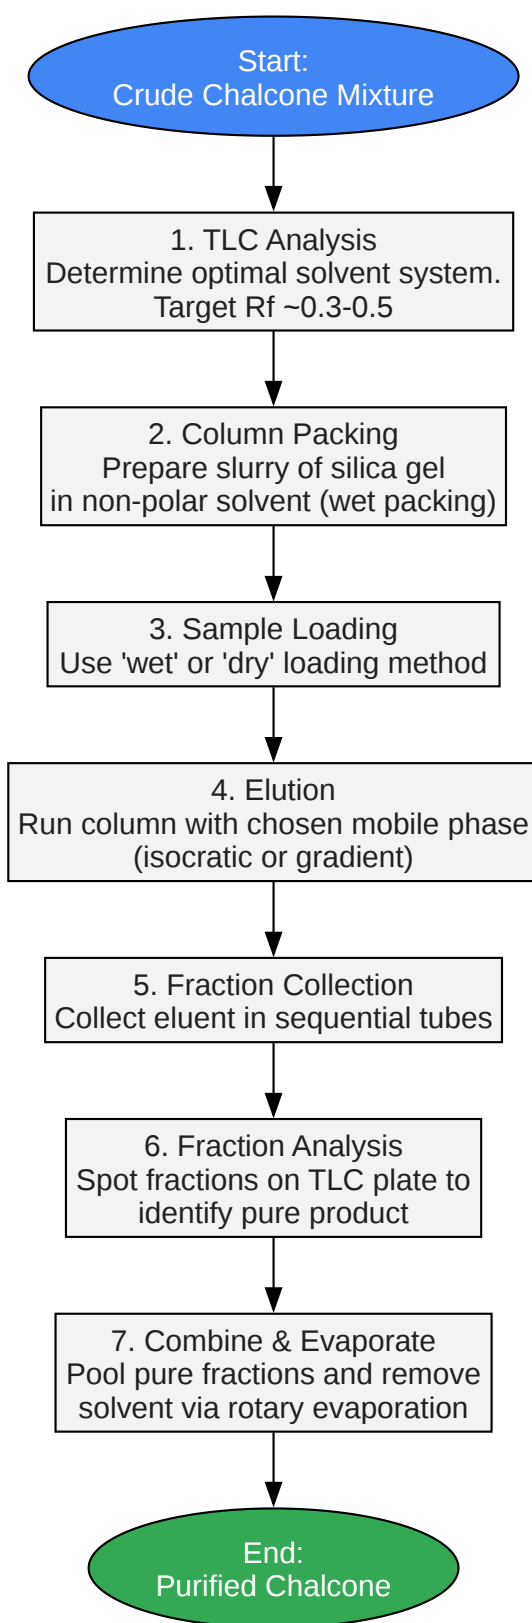 Start:
Crude Chalcone Mixture
1. TLC Analysis
Determine optimal solvent system.
Target Rf ~0.3-0.5
2. Column Packing
Prepare slurry of silica gel
in non-polar solvent (wet packing)
3. Sample Loading
Use 'wet' or 'dry' loading method
4. Elution
Run column with chosen mobile phase
(isocratic or gradient)
5. Fraction Collection
Collect eluent in sequential tubes
6. Fraction Analysis
Spot fractions on TLC plate to
identify pure product
7. Combine & Evaporate
Pool pure fractions and remove
solvent via rotary evaporation
End:
Purified Chalcone